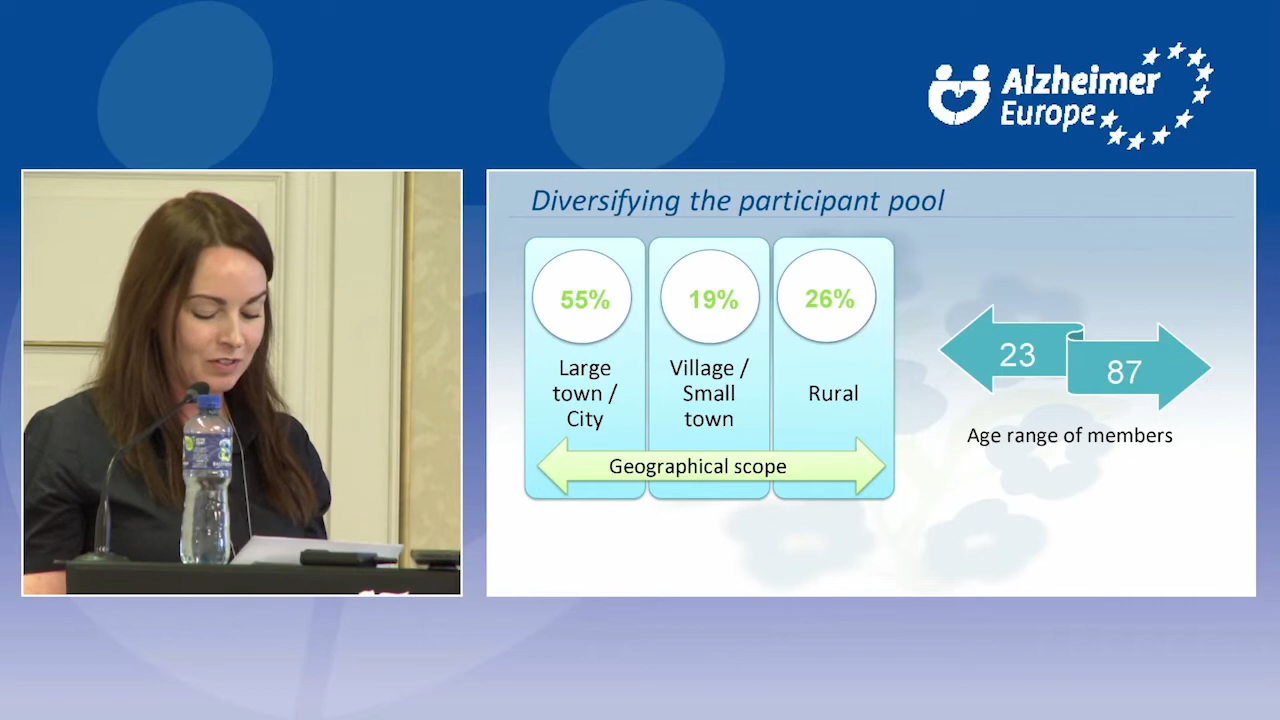 Alzheimer
Europe
Diversifying the participant pool
55%
19%
26%
Large
town /
City
Village /
Small
town
Rural
Geographical scope
23
87
Age range of members